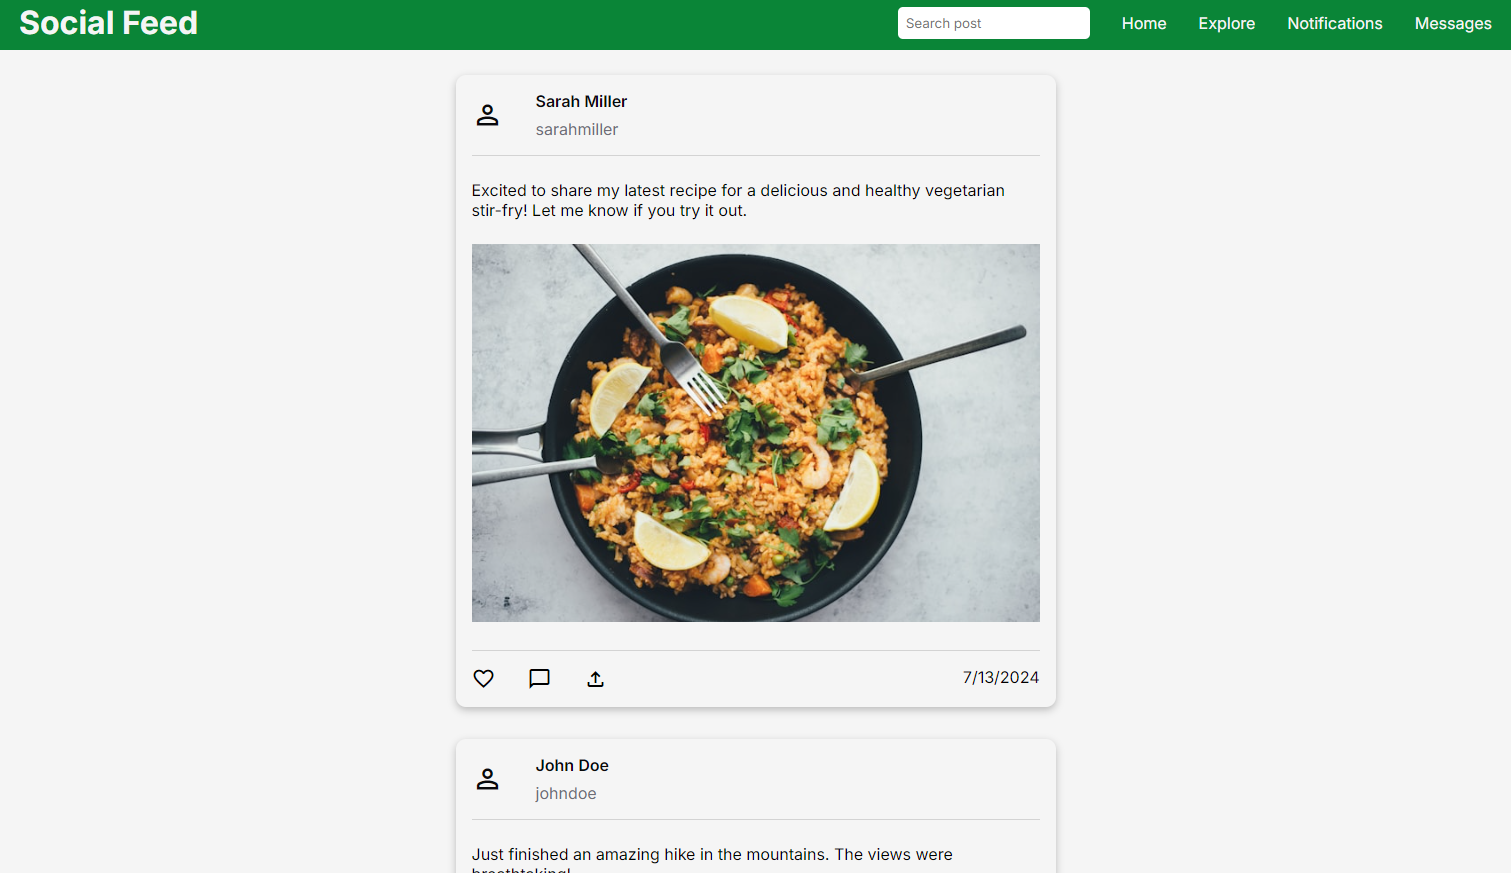 Social Feed
Search post
Home
Explore
Notifications
Messages
Sarah Miller
sarahmiller
Excited to share my latest recipe for a delicious and healthy vegetarian
stir-fry! Let me know if you try it out.
7/13/2024
John Doe
johndoe
Just finished an amazing hike in the mountains. The views were
breathtaking!